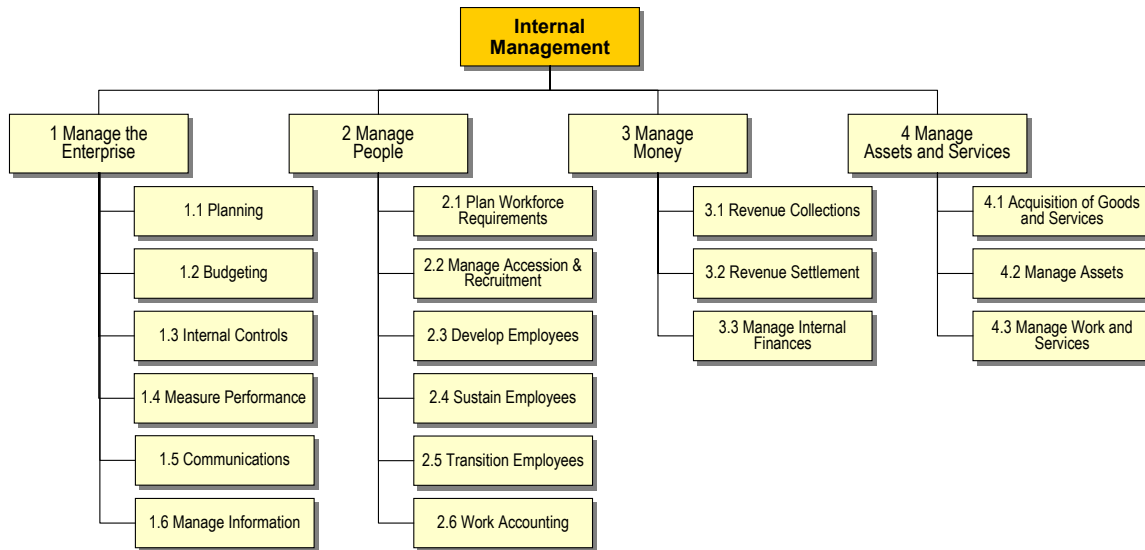 Internal
Management
1 Manage the
Enterprise
2 Manage
People
3 Manage
Money
4 Manage
Assets and Services
1.1 Planning
1.2 Budgeting
1.3 Internal Controls
1.4 Measure Performance
1.5 Communications
1.6 Manage Information
2.1 Plan Workforce
Requirements
2.2 Manage Accession &
Recruitment
2.3 Develop Employees
2.4 Sustain Employees
2.5 Transition Employees
2.6 Work Accounting
3.1 Revenue Collections
3.2 Revenue Settlement
3.3 Manage Internal
Finances
4.1 Acquisition of Goods
and Services
4.2 Manage Assets
4.3 Manage Work and
Services